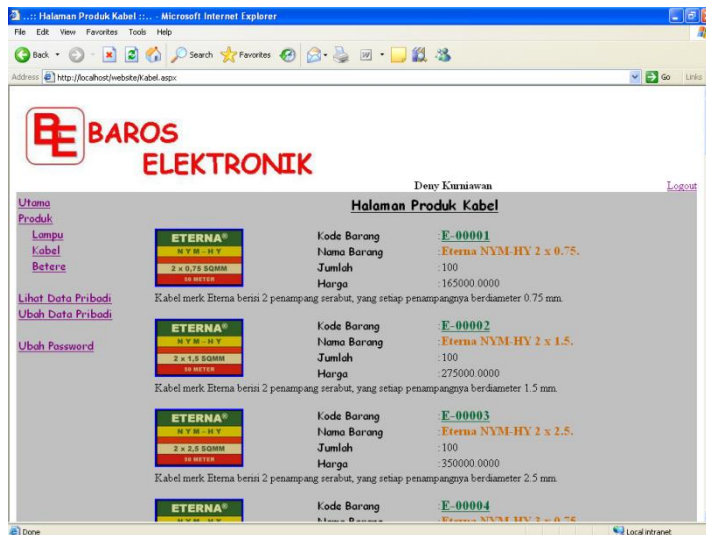 ..:: Halaman Produk Kabel ::.. - Microsoft Internet Explorer
File Edit View Favorites Tools Help
Back Search Favorites
Address http://localhost/website/Kabel.aspx Go Links
BE BAROS
ELEKTRONIK
Deny Kurniawan Logout
Utama
Produk
Lampu
Kabel
Betere
Lihat Data Pribadi
Ubah Data Pribadi
Ubah Password
Halaman Produk Kabel
ETERNA®
NYM-HY
2 x 0,75 SQMM
50 METER
Kode Barang :E-00001
Nama Barang :Eterna NYM-HY 2 x 0.75.
Jumlah :100
Harga :165000.0000
Kabel merk Eterna berisi 2 penampang serabut, yang setiap penampangnya berdiameter 0.75 mm.
ETERNA®
NYM-HY
2 x 1,5 SQMM
50 METER
Kode Barang :E-00002
Nama Barang :Eterna NYM-HY 2 x 1.5.
Jumlah :100
Harga :275000.0000
Kabel merk Eterna berisi 2 penampang serabut, yang setiap penampangnya berdiameter 1.5 mm.
ETERNA®
NYM-HY
2 x 2,5 SQMM
50 METER
Kode Barang :E-00003
Nama Barang :Eterna NYM-HY 2 x 2.5.
Jumlah :100
Harga :350000.0000
Kabel merk Eterna berisi 2 penampang serabut, yang setiap penampangnya berdiameter 2.5 mm.
ETERNA®
Kode Barang :E-00004
Nama Barang :Eterna NYM-HY
Done Local intranet